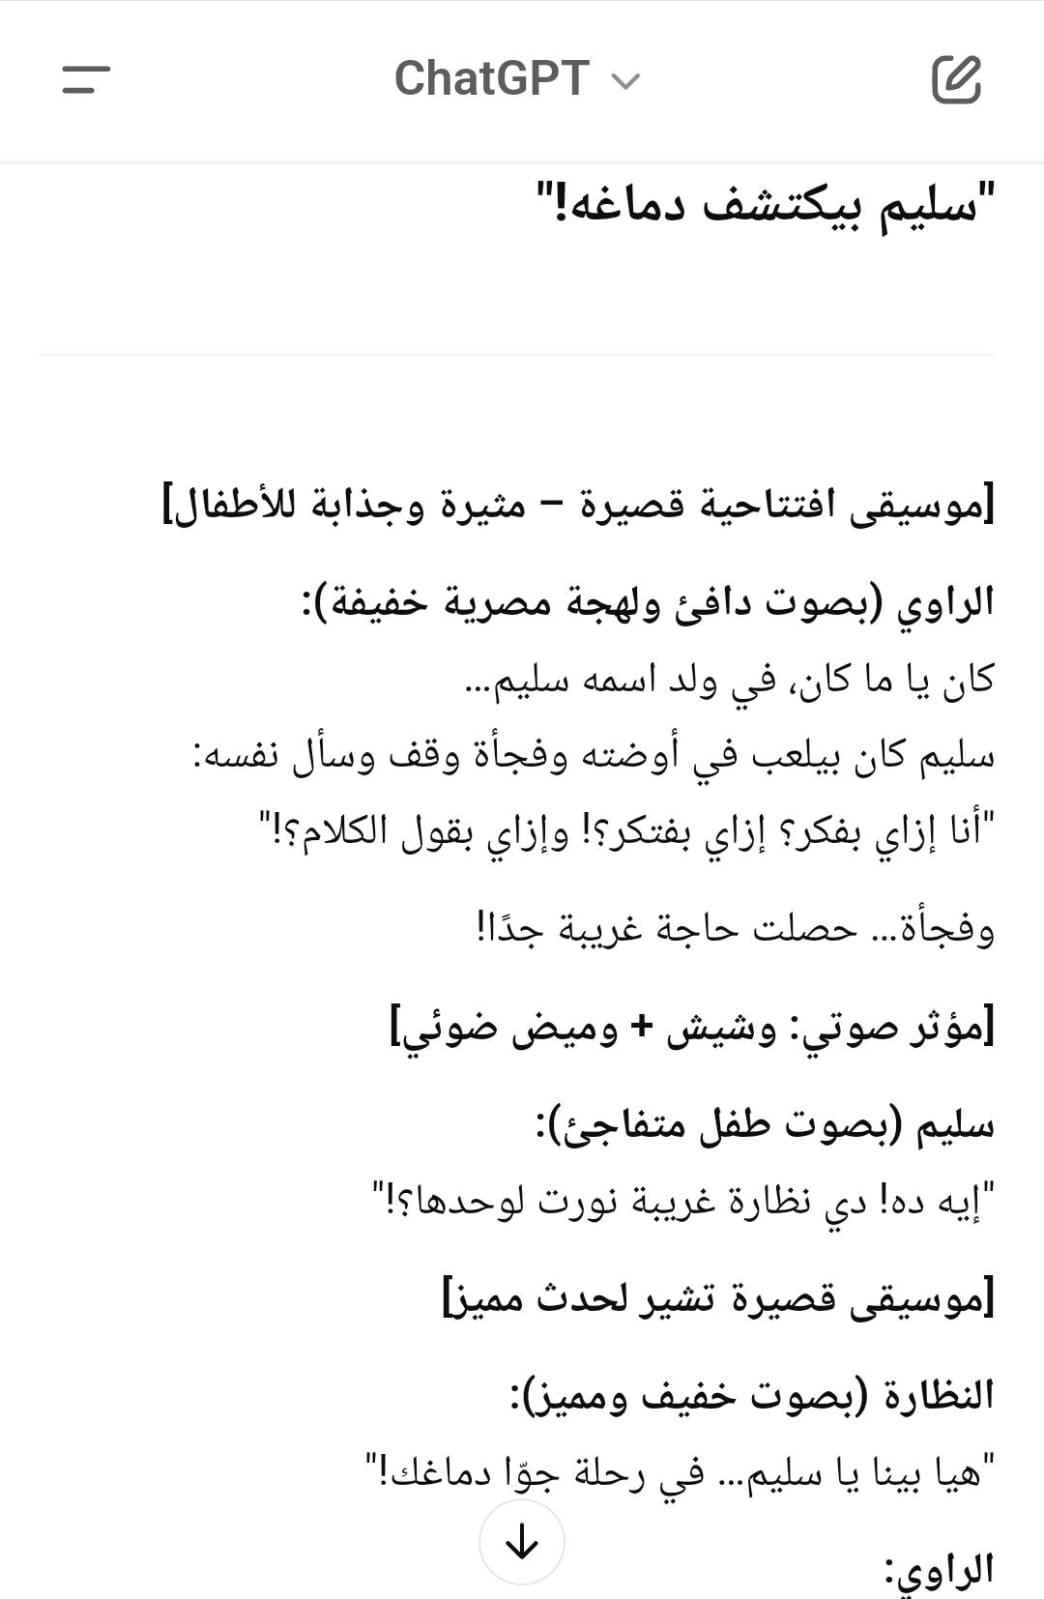 ChatGPT
"سليم بيكتشف دماغه!"
[موسيقى افتتاحية قصيرة – مثيرة وجذابة للأطفال]
الراوي (بصوت دافئ ولهجة مصرية خفيفة):
كان يا ما كان، في ولد اسمه سليم...
سليم كان بيلعب في أوضته وفجأة وقف وسأل نفسه:
"أنا إزاي بفكر؟ إزاي بفتكر؟! وإزاي بقول الكلام؟!"
وفجأة... حصلت حاجة غريبة جدًا!
[مؤثر صوتي: وشيش + وميض ضوئي]
سليم (بصوت طفل متفاجئ):
"إيه ده! دي نظارة غريبة نورت لوحدها؟!"
[موسيقى قصيرة تشير لحدث مميز]
النظارة (بصوت خفيف ومميز):
"هيا بينا يا سليم... في رحلة جوّا دماغك!"
الراوي: